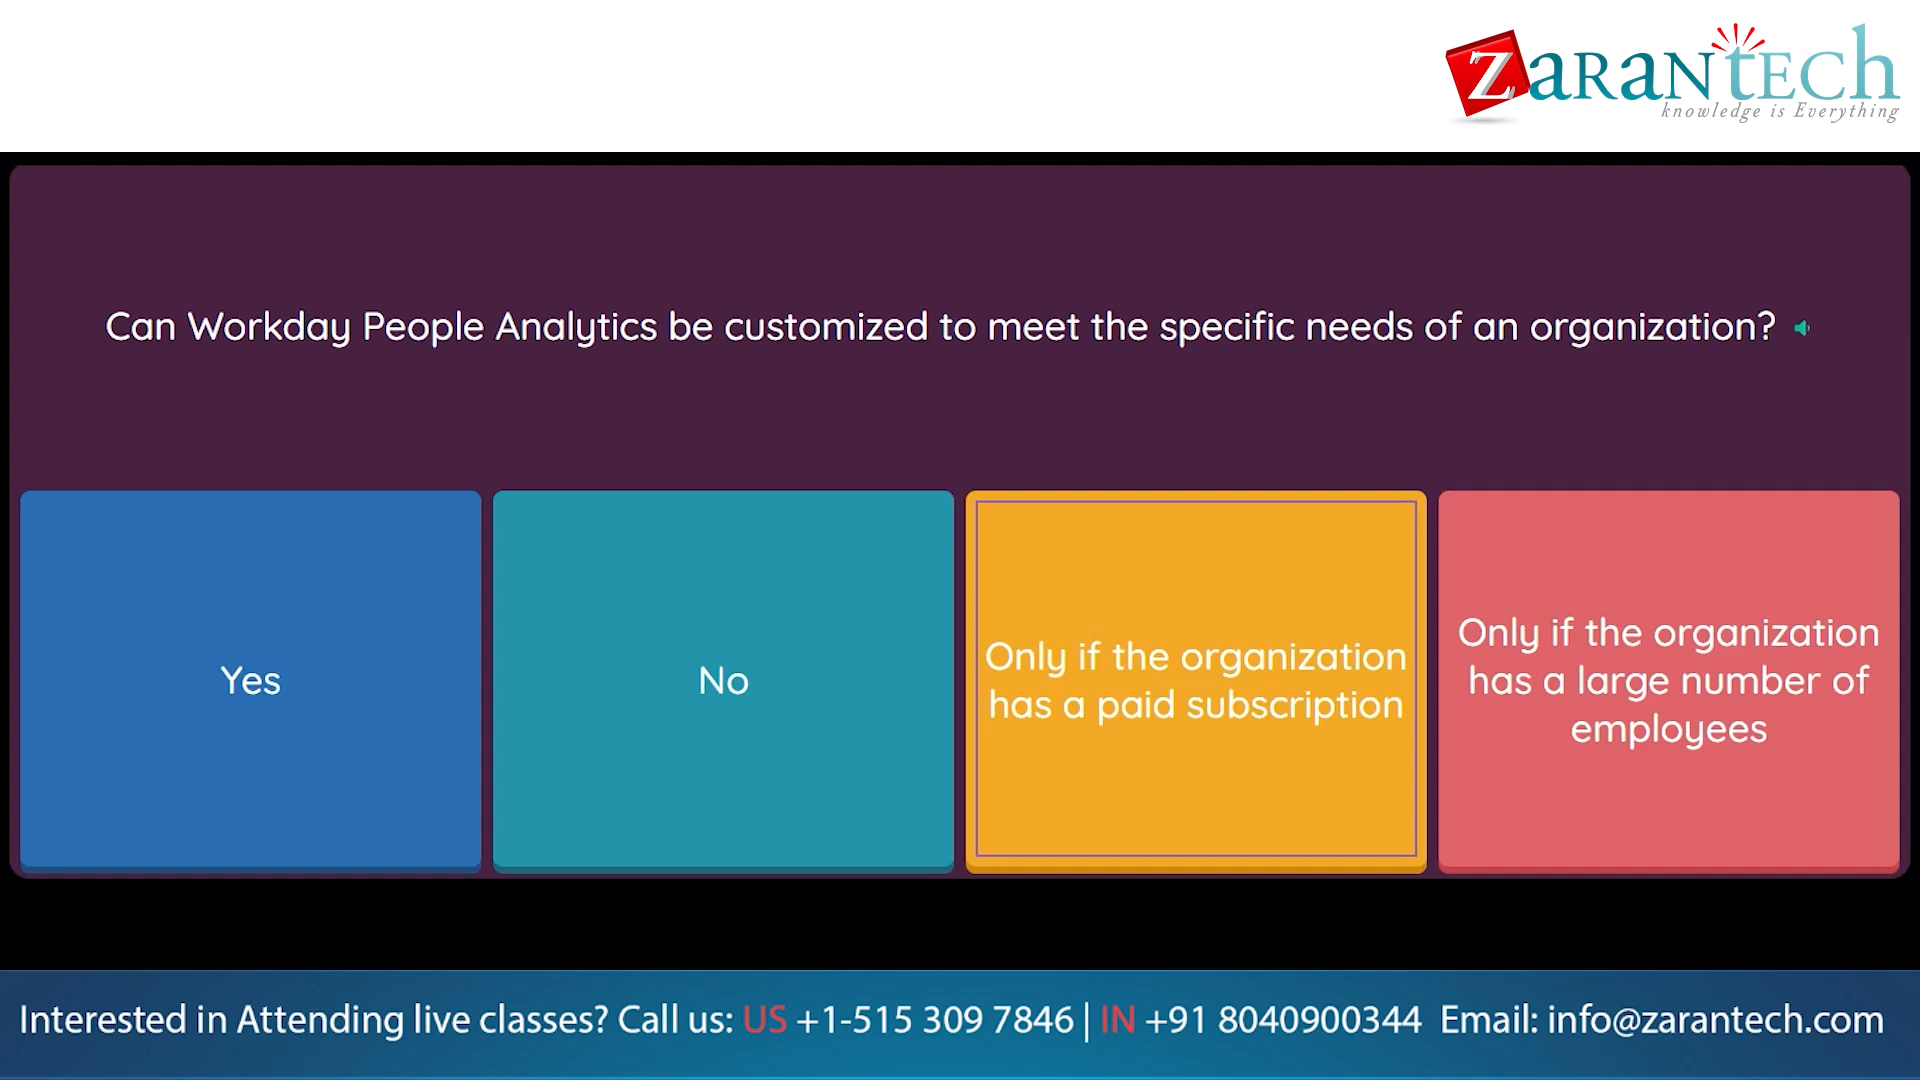 ZaranTech
knowledge is Everything
Can Workday People Analytics be customized to meet the specific needs of an organization?
Yes
No
Only if the organization
has a paid subscription
Only if the organization
has a large number of
employees
Interested in Attending live classes? Call us: US +1-515 309 7846 | IN +91 8040900344 Email: info@zarantech.com